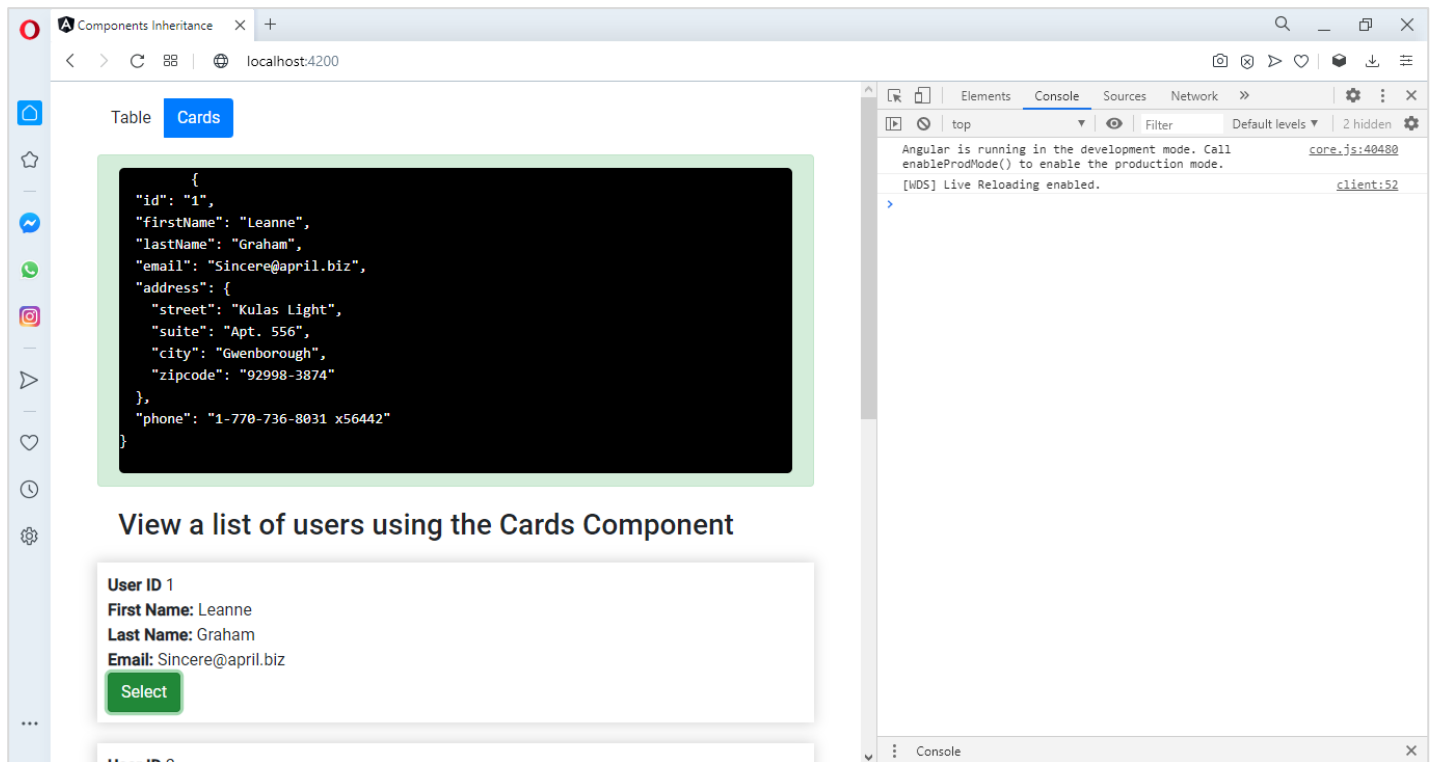 Components Inheritance
localhost:4200
Table Cards
{
"id": "1",
"firstName": "Leanne",
"lastName": "Graham",
"email": "Sincere@april.biz",
"address": {
"street": "Kulas Light",
"suite": "Apt. 556",
"city": "Gwenborough",
"zipcode": "92998-3874"
},
"phone": "1-770-736-8031 x56442"
}
View a list of users using the Cards Component
User ID 1
First Name: Leanne
Last Name: Graham
Email: Sincere@april.biz
Select
Elements Console Sources Network
top Filter Default levels 2 hidden
Angular is running in the development mode. Call core.js:40480
enableProdMode() to enable the production mode.
[WDS] Live Reloading enabled. client:52
Console